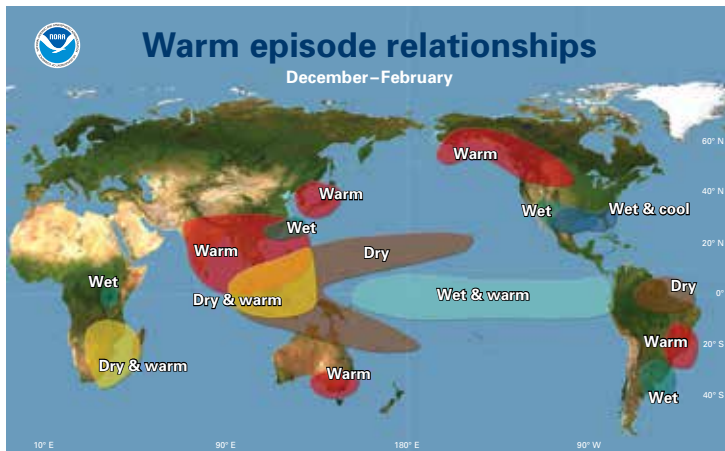 NOAA
Warm episode relationships
December–February
60° N
Warm
40° N
Warm
Wet
Wet & cool
Wet
20° N
Warm
Dry
Wet
Dry
0°
Dry & warm
Wet & warm
Warm
20° S
Dry & warm
Warm
Wet
40° S
10° E
90° E
180° E
90° W